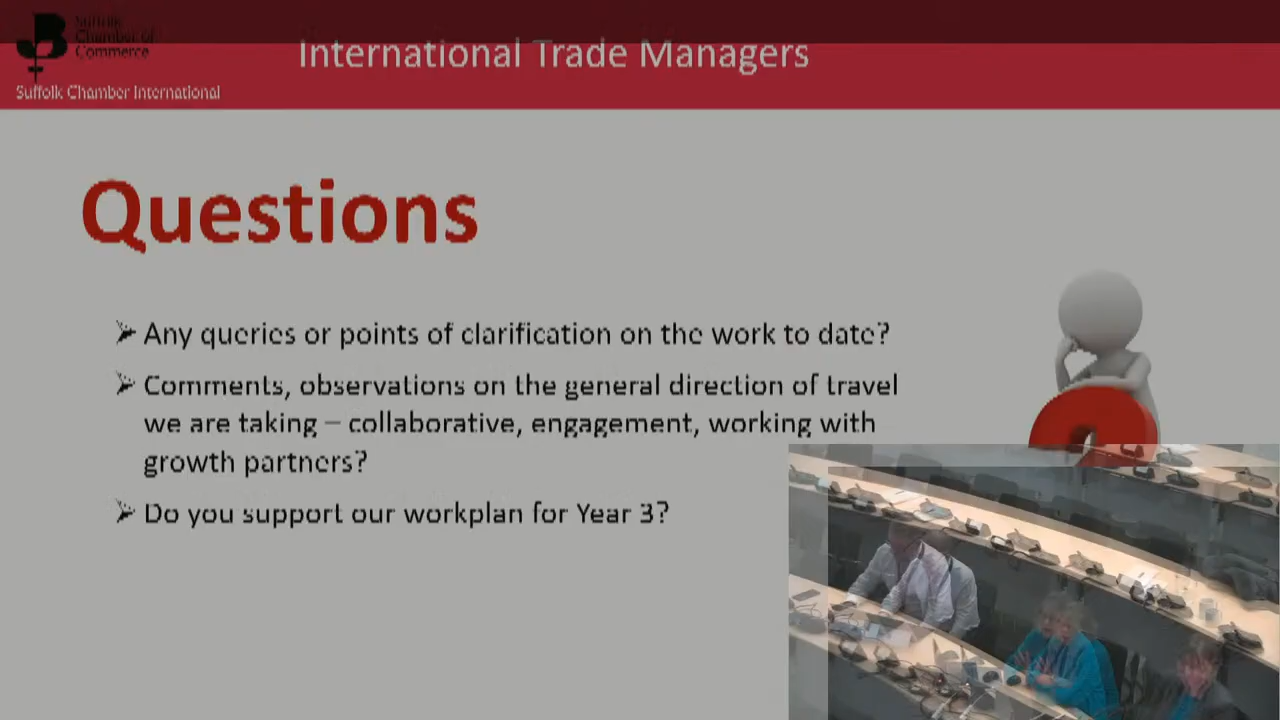 Suffolk
Chamber of
Commerce
International Trade Managers
Suffolk Chamber International
Questions
Any queries or points of clarification on the work to date?
Comments, observations on the general direction of travel
we are taking – collaborative, engagement, working with
growth partners?
Do you support our workplan for Year 3?